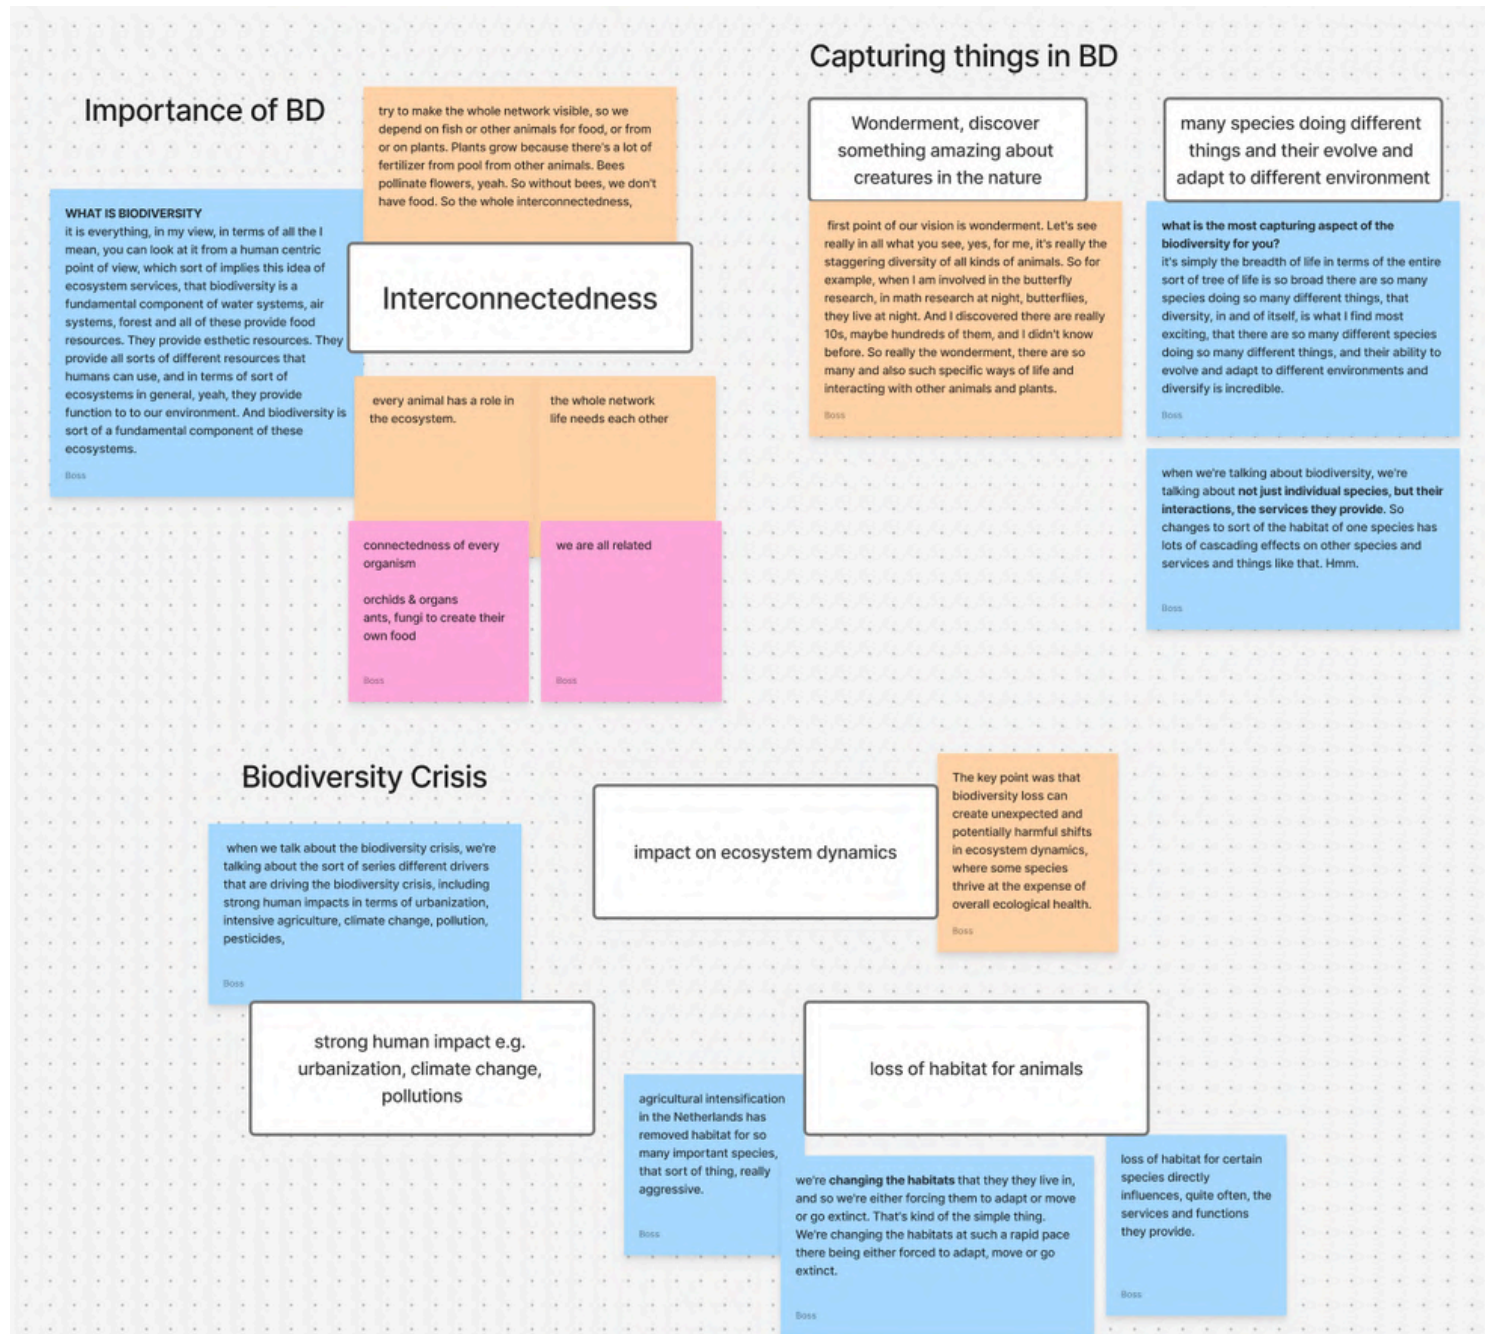 Importance of BD
WHAT IS BIODIVERSITY
it is everything, in my view, in terms of all the I
mean, you can look at it from a human centric
point of view, which sort of implies this idea of
ecosystem services, that biodiversity is a
fundamental component of water systems, air
systems, forest and all of these provide food
resources. They provide esthetic resources. They
provide all sorts of different resources that
humans can use, and in terms of sort of
ecosystems in general, yeah, they provide
function to to our environment. And biodiversity is
sort of a fundamental component of these
ecosystems.
Boss
try to make the whole network visible, so we
depend on fish or other animals for food, or from
or on plants. Plants grow because there's a lot of
fertilizer from pool from other animals. Bees
pollinate flowers, yeah. So without bees, we don't
have food. So the whole interconnectedness,
Interconnectedness
every animal has a role in
the ecosystem.
the whole network
life needs each other
connectedness of every
organism
orchids & organs
ants, fungi to create their
own food
Boss
we are all related
Boss
Capturing things in BD
Wonderment, discover
something amazing about
creatures in the nature
first point of our vision is wonderment. Let's see
really in all what you see, yes, for me, it's really the
staggering diversity of all kinds of animals. So for
example, when I am involved in the butterfly
research, in math research at night, butterflies,
they live at night. And I discovered there are really
10s, maybe hundreds of them, and I didn't know
before. So really the wonderment, there are so
many and also such specific ways of life and
interacting with other animals and plants.
Boss
many species doing different
things and their evolve and
adapt to different environment
what is the most capturing aspect of the
biodiversity for you?
it's simply the breadth of life in terms of the entire
sort of tree of life is so broad there are so many
species doing so many different things, that
diversity, in and of itself, is what I find most
exciting, that there are so many different species
doing so many different things, and their ability to
evolve and adapt to different environments and
diversify is incredible.
Boss
when we're talking about biodiversity, we're
talking about not just individual species, but their
interactions, the services they provide. So
changes to sort of the habitat of one species has
lots of cascading effects on other species and
services and things like that. Hmm.
Boss
Biodiversity Crisis
when we talk about the biodiversity crisis, we're
talking about the sort of series different drivers
that are driving the biodiversity crisis, including
strong human impacts in terms of urbanization,
intensive agriculture, climate change, pollution,
pesticides,
Boss
strong human impact e.g.
urbanization, climate change,
pollutions
impact on ecosystem dynamics
The key point was that
biodiversity loss can
create unexpected and
potentially harmful shifts
in ecosystem dynamics,
where some species
thrive at the expense of
overall ecological health.
Boss
loss of habitat for animals
agricultural intensification
in the Netherlands has
removed habitat for so
many important species,
that sort of thing, really
aggressive.
Boss
we're changing the habitats that they they live in,
and so we're either forcing them to adapt or move
or go extinct. That's kind of the simple thing.
We're changing the habitats at such a rapid pace
there being either forced to adapt, move or go
extinct.
Boss
loss of habitat for certain
species directly
influences, quite often, the
services and functions
they provide.
Boss